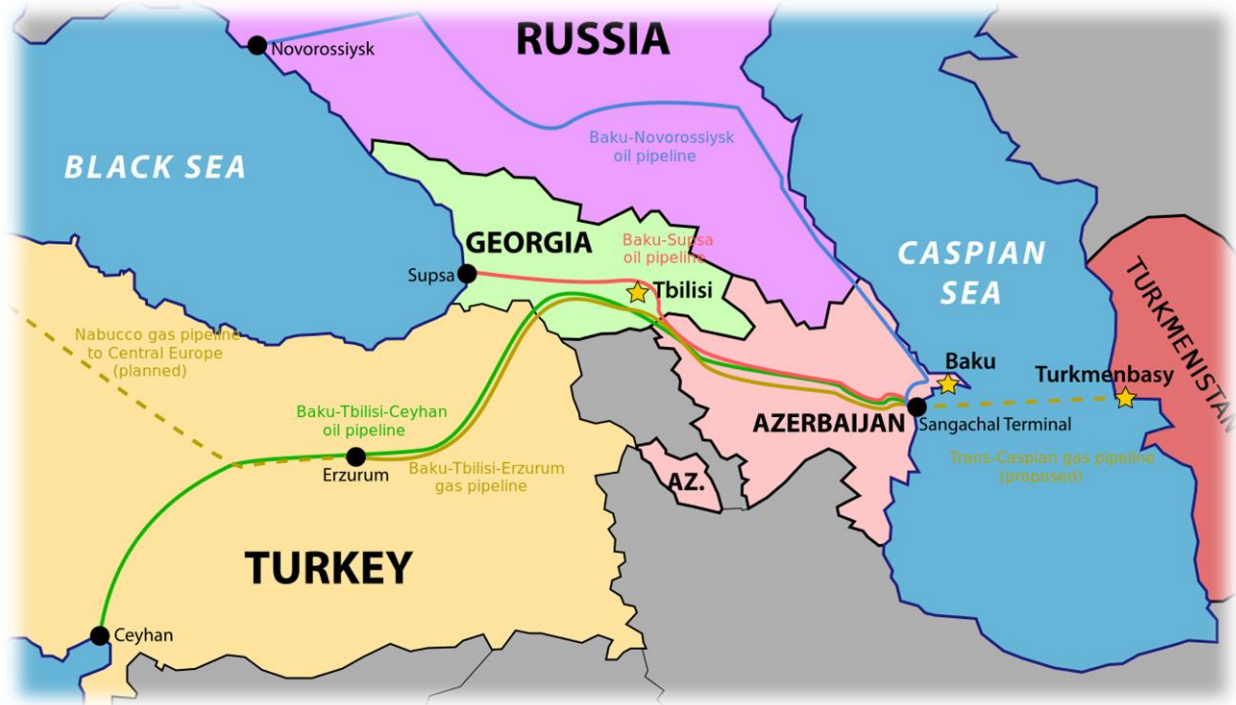 RUSSIA
Novorossiysk
Baku-Novorossiysk
oil pipeline
BLACK SEA
GEORGIA
Baku-Supsa
oil pipeline
CASPIAN
SEA
Supsa
Tbilisi
TURKMENISTAN
Nabucco gas pipeline
to Central Europe
(planned)
Baku
Turkmenbasy
Baku-Tbilisi-Ceyhan
oil pipeline
AZERBAIJAN
Sangachal Terminal
Erzurum
Baku-Tbilisi-Erzurum
gas pipeline
Trans-Caspian gas pipeline
(proposed)
AZ.
TURKEY
Ceyhan